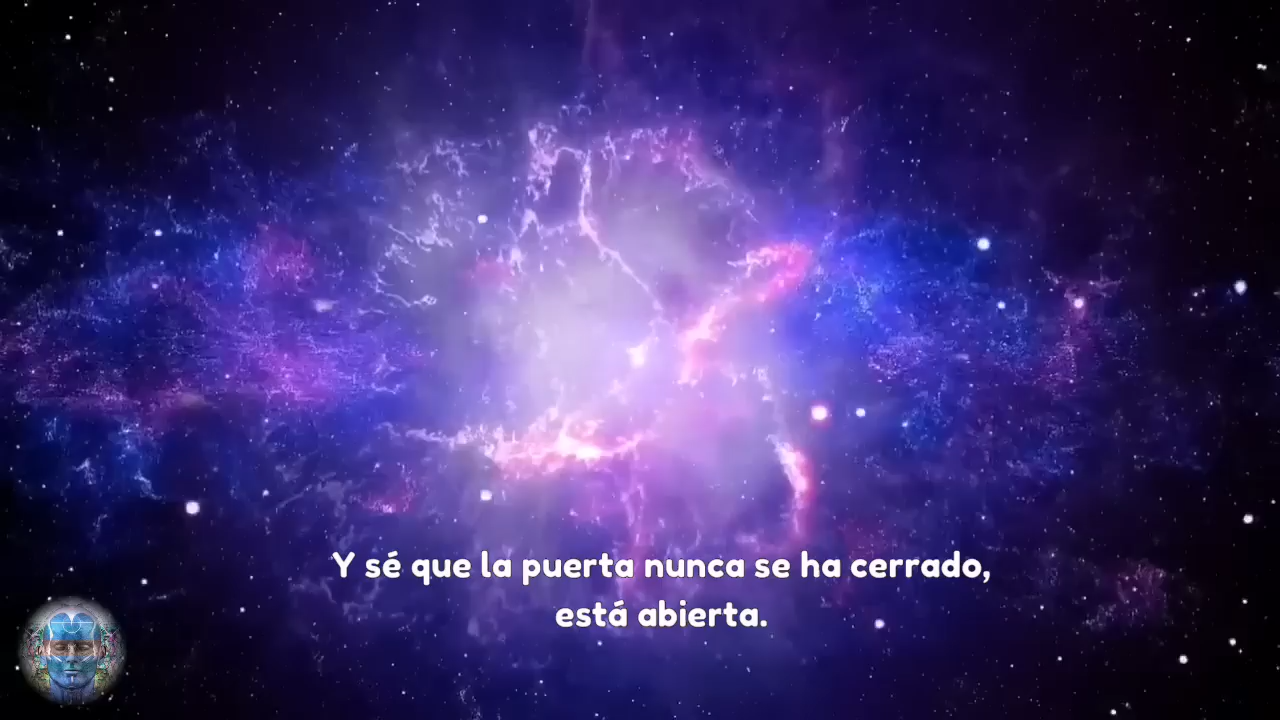 Y sé que la puerta nunca se ha cerrado,
está abierta.